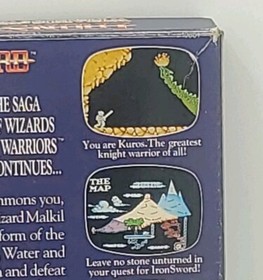 HE SAGA
F WIZARDS
WARRIORS™
ONTINUES...
mmons you,
zard Malkil
form of the
Water and
and defeat
You are Kuros. The greatest
knight warrior of all!
THE
MAP
Leave no stone unturned in
your quest for IronSword!